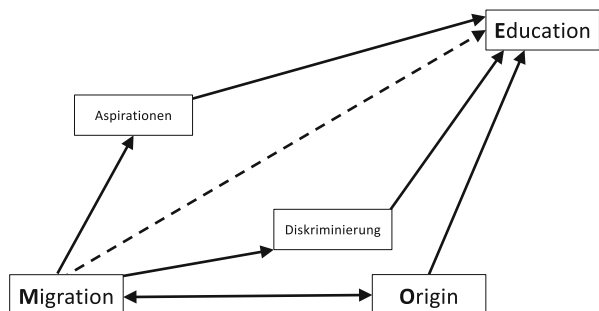 Education
Aspirationen
Diskriminierung
Migration
Origin